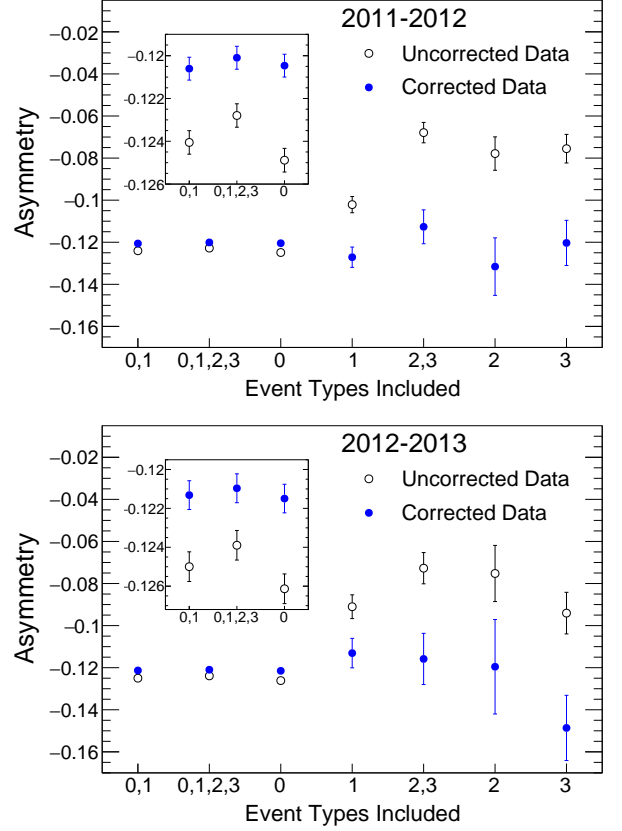 2011-2012
Uncorrected Data
Corrected Data
Asymmetry
−0.02
−0.04
−0.06
−0.08
−0.1
−0.12
−0.14
−0.16
−0.12
−0.122
−0.124
−0.126
0,1 0,1,2,3 0
0,1 0,1,2,3 0 1 2,3 2 3
Event Types Included
2012-2013
Uncorrected Data
Corrected Data
Asymmetry
−0.02
−0.04
−0.06
−0.08
−0.1
−0.12
−0.14
−0.16
−0.12
−0.122
−0.124
−0.126
0,1 0,1,2,3 0
0,1 0,1,2,3 0 1 2,3 2 3
Event Types Included